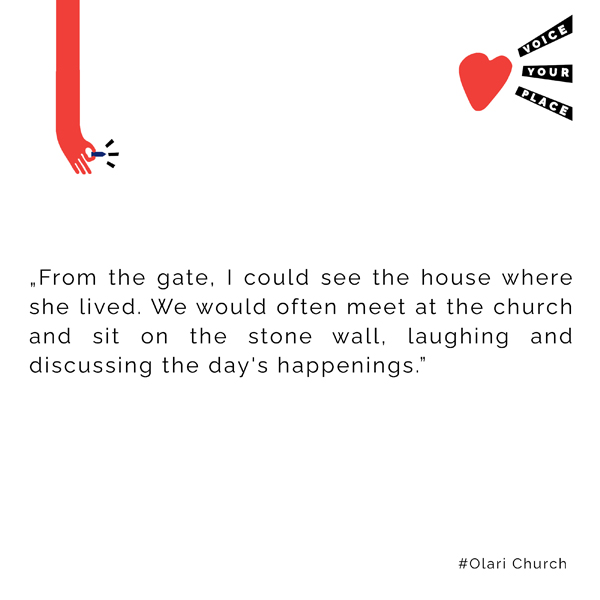 VOICE
YOUR
PLACE
„From the gate, I could see the house where
she lived. We would often meet at the church
and sit on the stone wall, laughing and
discussing the day's happenings.”
#Olari Church